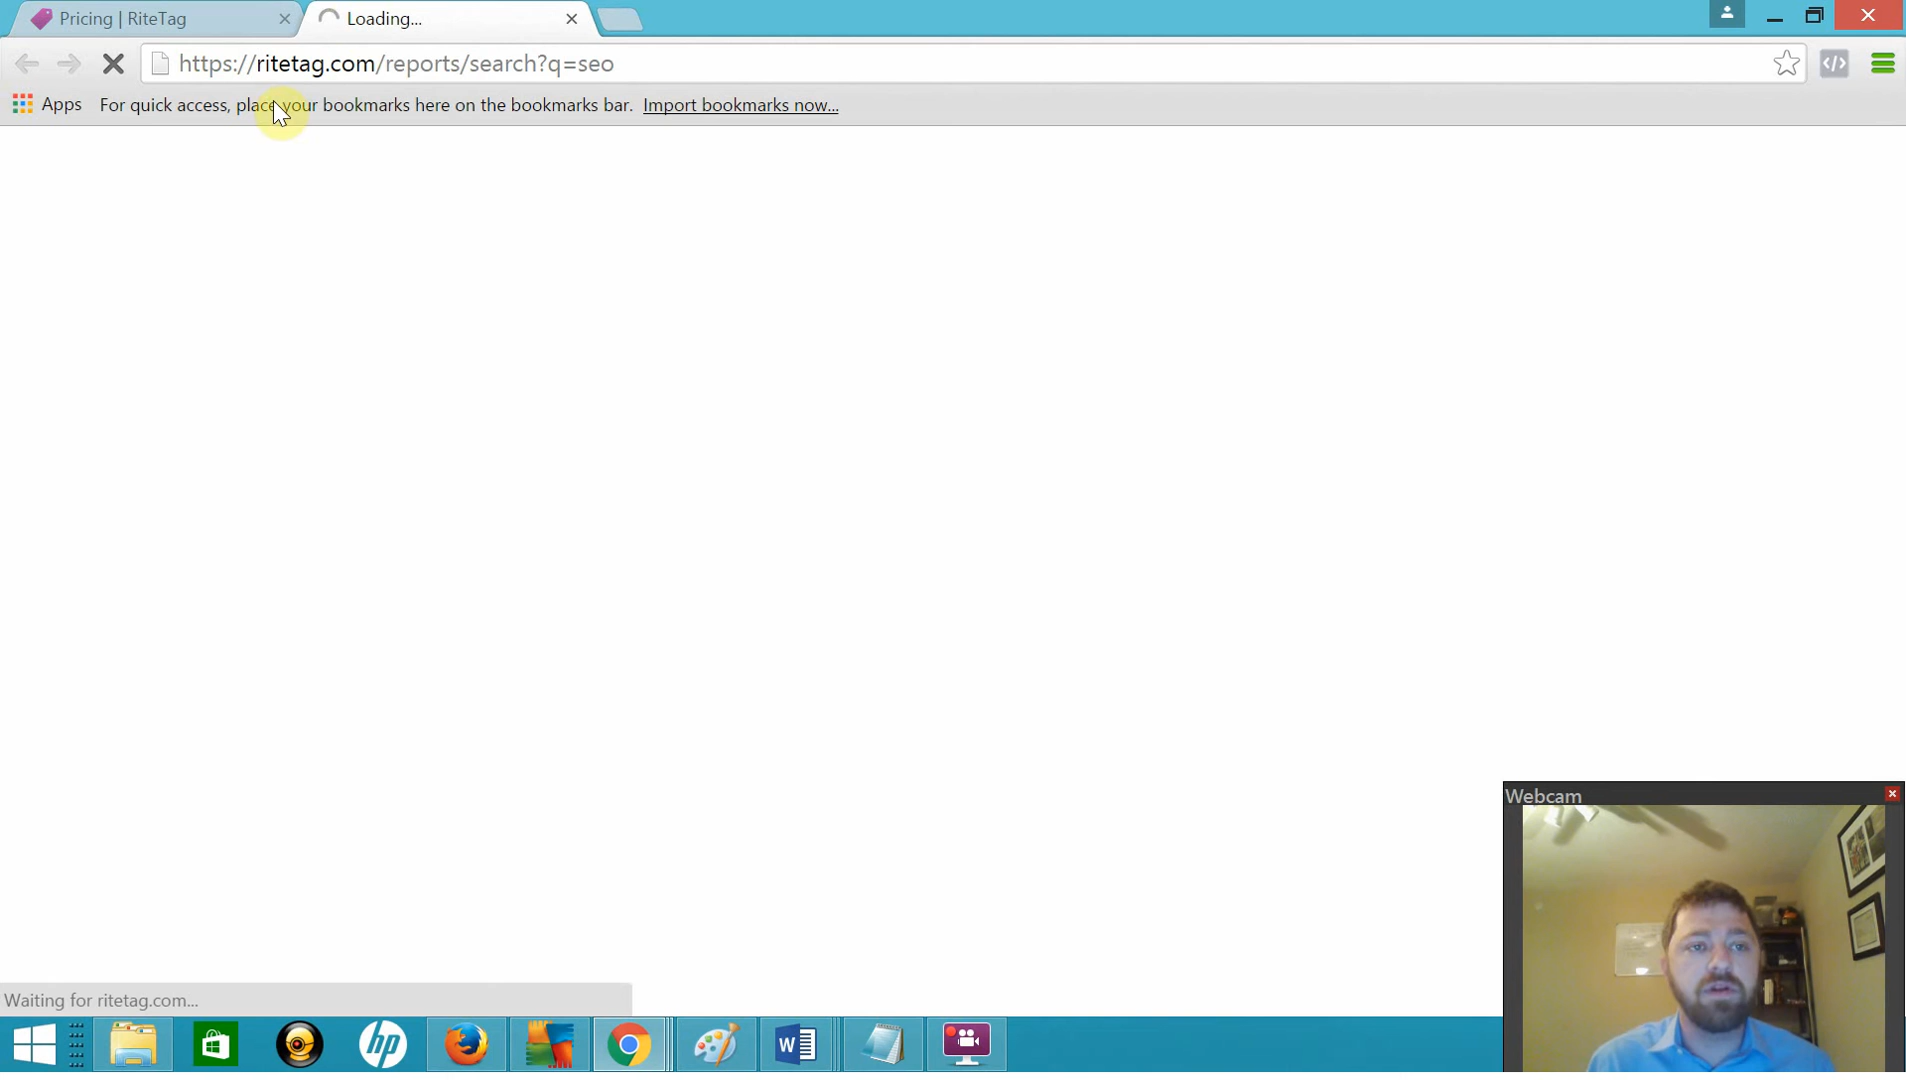 Pricing | RiteTag
Loading...
https://ritetag.com/reports/search?q=seo
Apps For quick access, place your bookmarks here on the bookmarks bar. Import bookmarks now...
Webcam
Waiting for ritetag.com...
hp
W